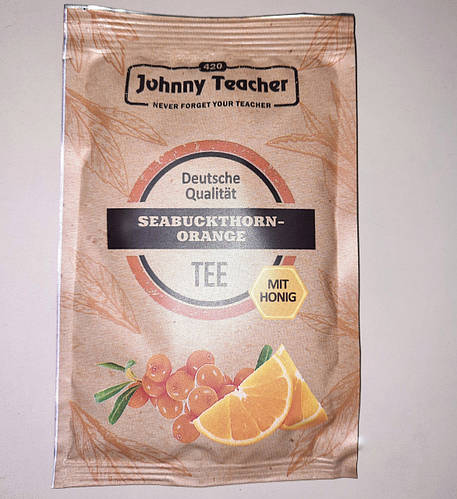 420
Johnny Teacher
NEVER FORGET YOUR TEACHER
Deutsche
Qualität
SEABUCKTHORN-
ORANGE
TEE
MIT
HONIG